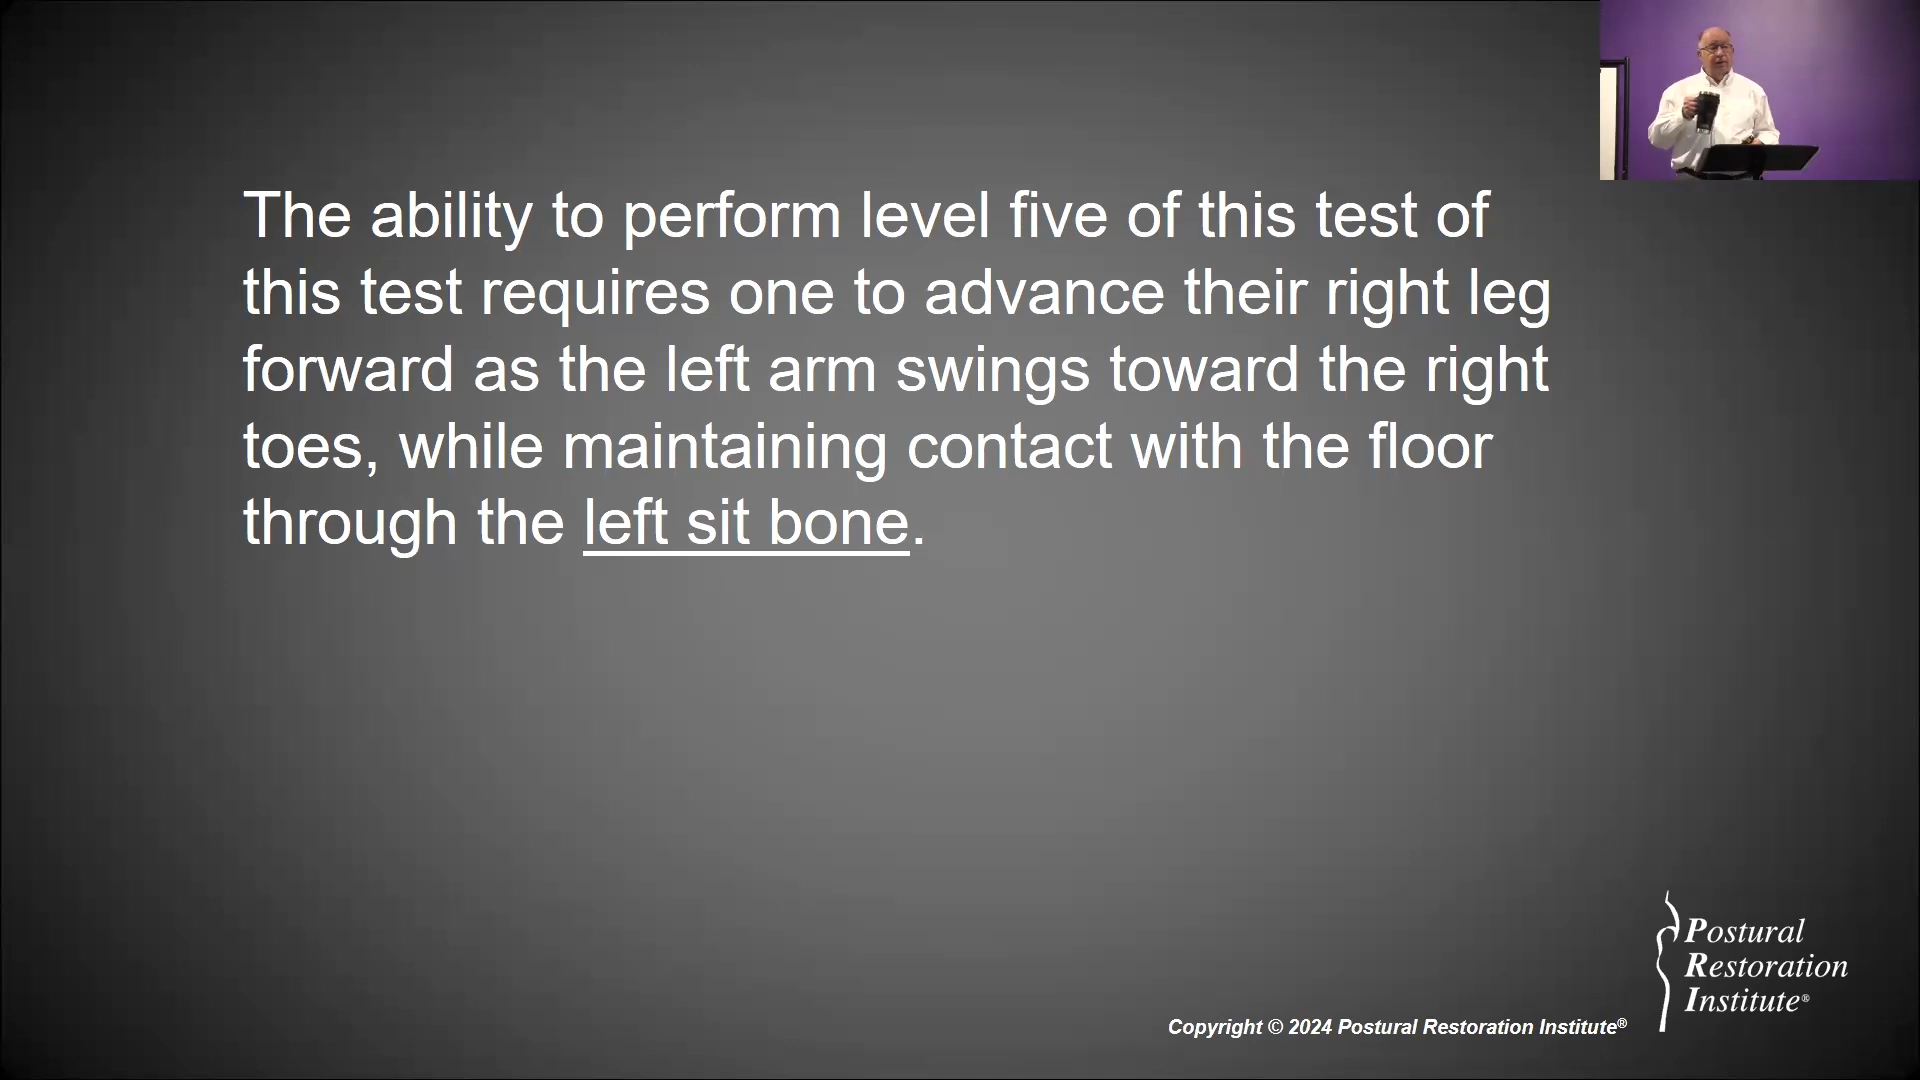 The ability to perform level five of this test of
this test requires one to advance their right leg
forward as the left arm swings toward the right
toes, while maintaining contact with the floor
through the left sit bone.
Postural
Restoration
Institute®
Copyright © 2024 Postural Restoration Institute®